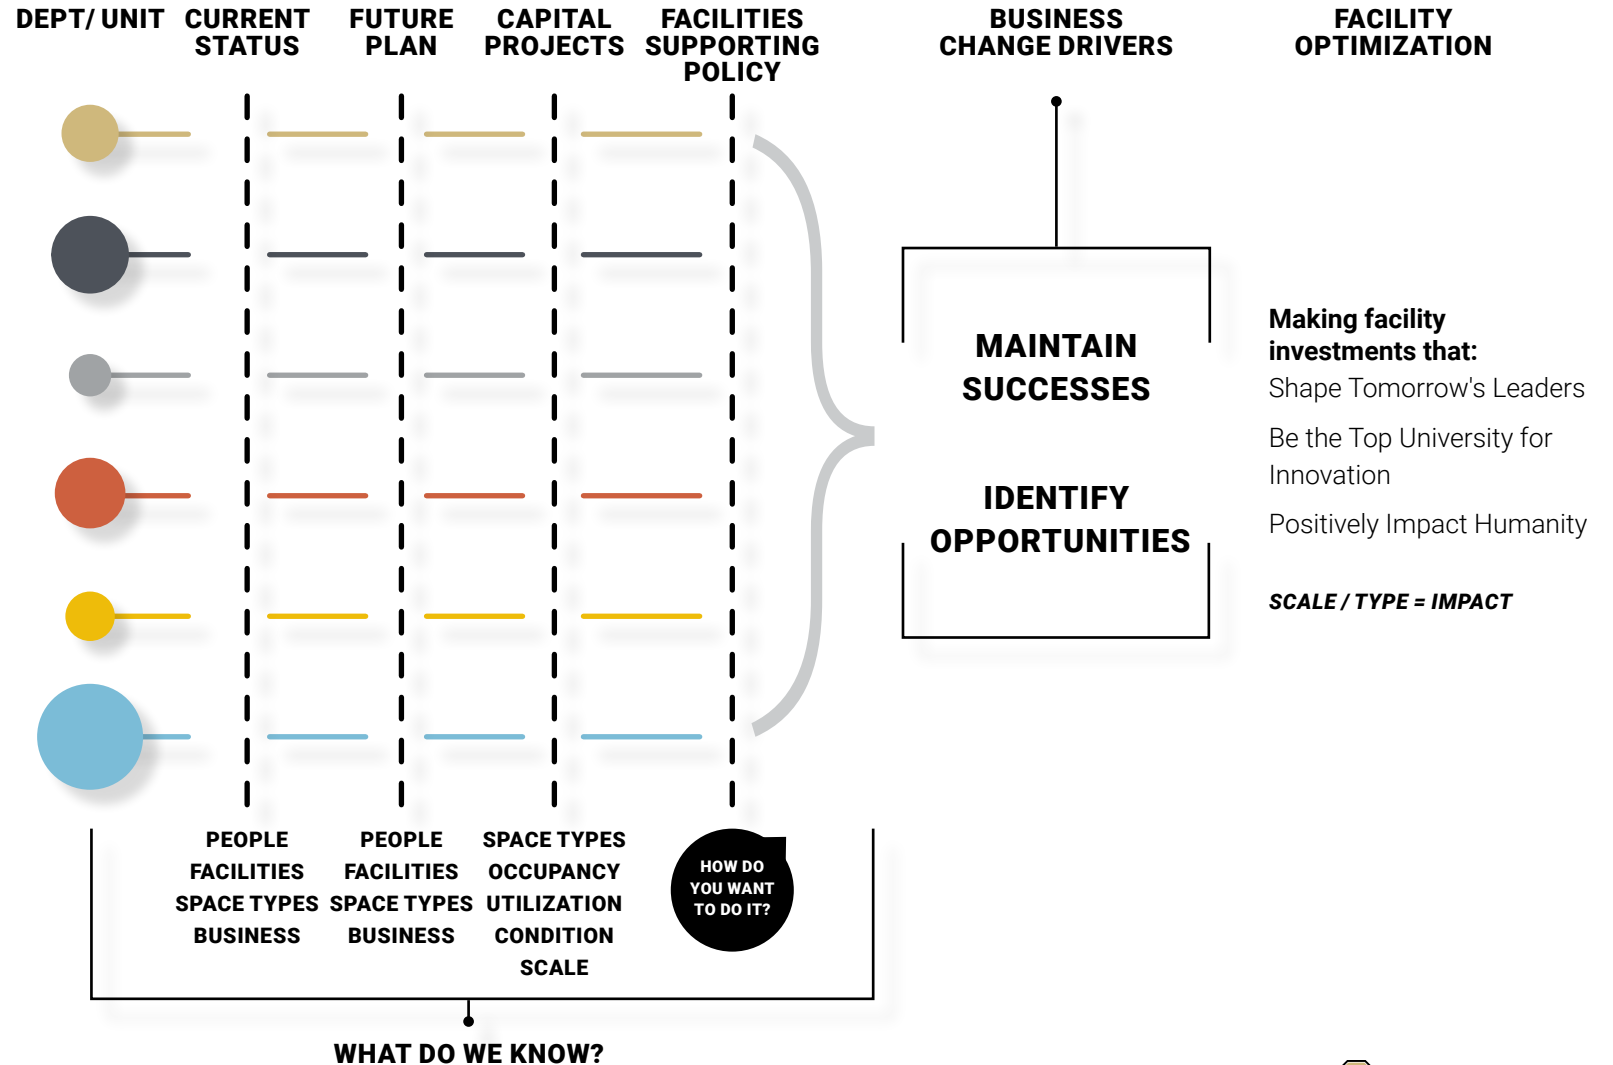 DEPT/ UNIT
CURRENT
STATUS
FUTURE
PLAN
CAPITAL
PROJECTS
FACILITIES
SUPPORTING
POLICY
BUSINESS
CHANGE DRIVERS
FACILITY
OPTIMIZATION
MAINTAIN
SUCCESSES
IDENTIFY
OPPORTUNITIES
Making facility
investments that:
Shape Tomorrow's Leaders
Be the Top University for
Innovation
Positively Impact Humanity
SCALE / TYPE = IMPACT
PEOPLE
FACILITIES
SPACE TYPES
BUSINESS
PEOPLE
FACILITIES
SPACE TYPES
BUSINESS
SPACE TYPES
OCCUPANCY
UTILIZATION
CONDITION
SCALE
HOW DO
YOU WANT
TO DO IT?
WHAT DO WE KNOW?